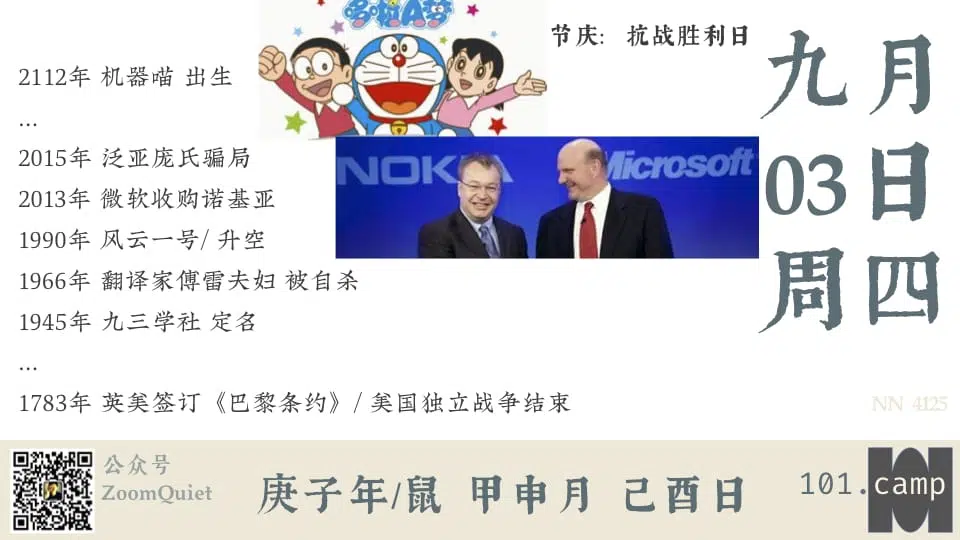 哆啦A梦
节庆: 抗战胜利日
九月
03日
周四
2112年 机器喵 出生
...
2015年 泛亚庞氏骗局
2013年 微软收购诺基亚
1990年 风云一号/ 升空
1966年 翻译家傅雷夫妇 被自杀
1945年 九三学社 定名
...
1783年 英美签订《巴黎条约》/ 美国独立战争结束
NOKIA
Microsoft
NN 4125
公众号
ZoomQuiet
庚子年/鼠 甲申月 己酉日
101.camp